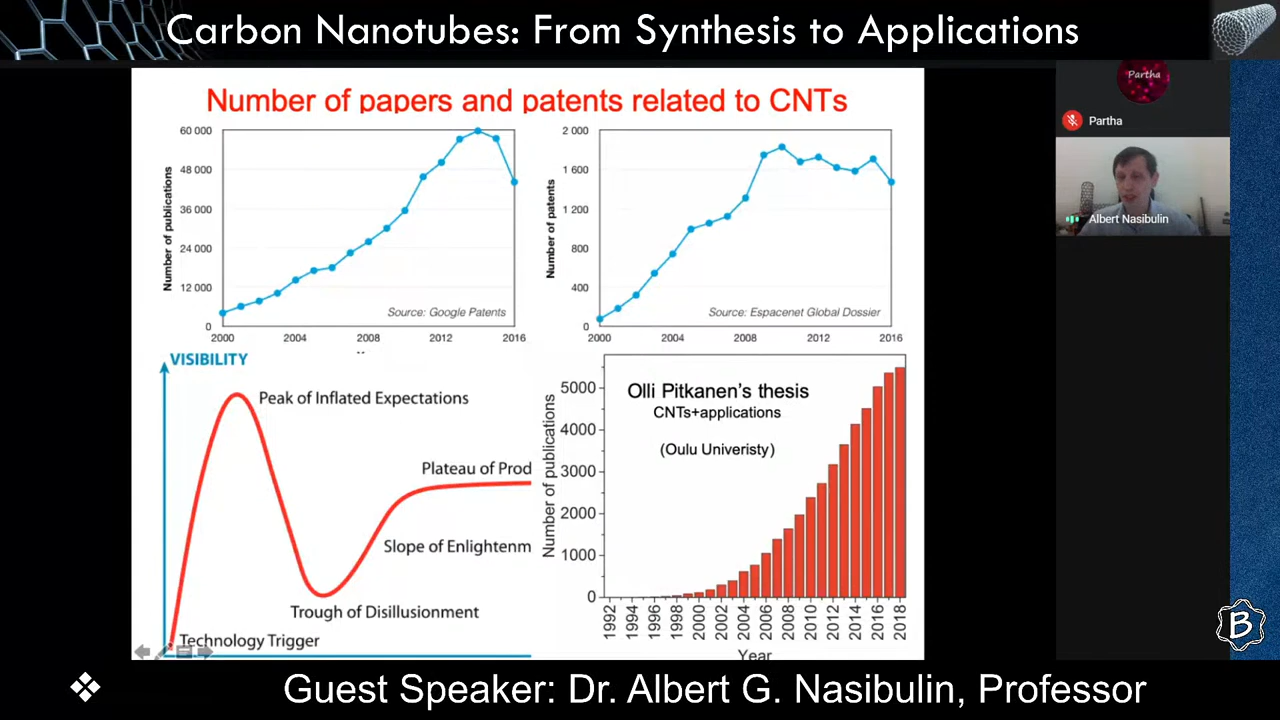 Carbon Nanotubes: From Synthesis to Applications
Number of papers and patents related to CNTs
60 000
48 000
36 000
24 000
12 000
0
Number of publications
Source: Google Patents
2000
2004
2008
2012
2016
2 000
1 600
1 200
800
400
0
Number of patents
Source: Espacenet Global Dossier
2000
2004
2008
2012
2016
VISIBILITY
Peak of Inflated Expectations
Plateau of Prod
Slope of Enlightenm
Trough of Disillusionment
Technology Trigger
Olli Pitkanen's thesis
CNTs+applications
(Oulu Univeristy)
Number of publications
5000
4000
3000
2000
1000
0
1992
1994
1996
1998
2000
2002
2004
2006
2008
2010
2012
2014
2016
2018
Year
Partha
Partha
Albert Nasibulin
B
Guest Speaker: Dr. Albert G. Nasibulin, Professor